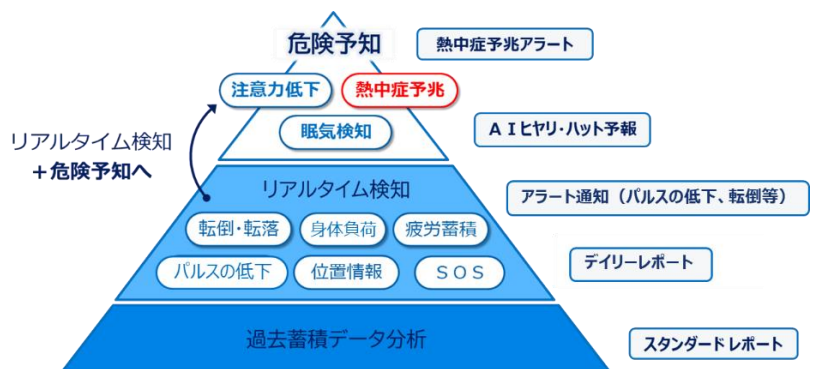 危険予知
熱中症予兆アラート
注意力低下
熱中症予兆
眠気検知
AIヒヤリ・ハット予報
リアルタイム検知
+危険予知へ
リアルタイム検知
アラート通知(パルスの低下、転倒等)
転倒・転落
身体負荷
疲労蓄積
パルスの低下
位置情報
SOS
デイリーレポート
過去蓄積データ分析
スタンダードレポート